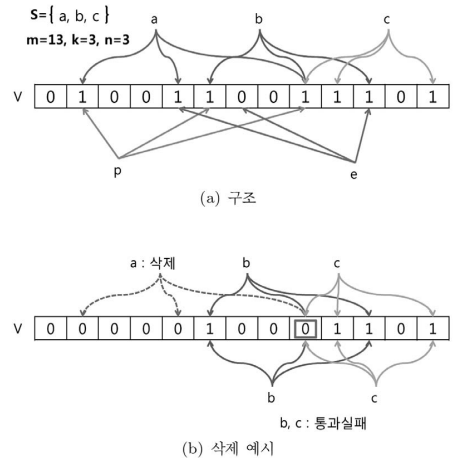 S={ a, b, c }
m=13, k=3, n=3
a b c
V 0 1 0 0 1 1 0 0 1 1 1 0 1
p e
(a) 구조
a : 삭제 b c
V 0 0 0 0 0 1 0 0 0 1 1 0 1
b c
b, c : 통과실패
(b) 삭제 예시